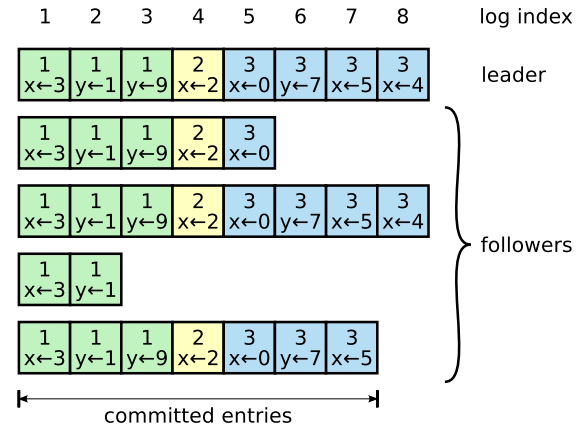 1 2 3 4 5 6 7 8 log index
1 1 1 2 3 3 3 3
x←3 y←1 y←9 x←2 x←0 y←7 x←5 x←4
leader
1 1 1 2 3
x←3 y←1 y←9 x←2 x←0
1 1 1 2 3 3 3 3
x←3 y←1 y←9 x←2 x←0 y←7 x←5 x←4
followers
1 1
x←3 y←1
1 1 1 2 3 3 3
x←3 y←1 y←9 x←2 x←0 y←7 x←5
committed entries